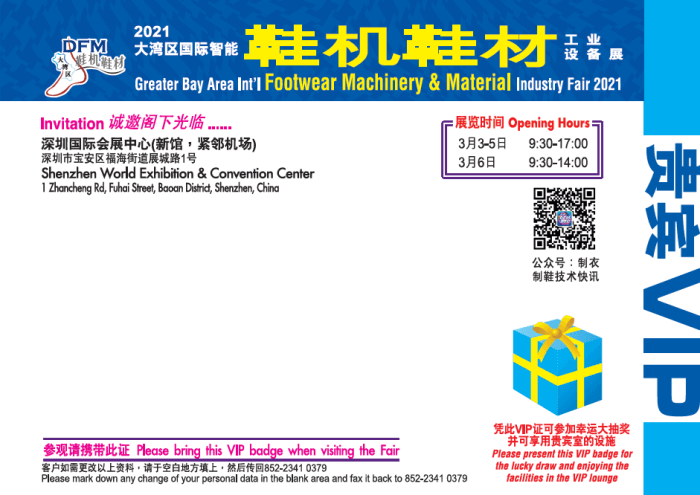 DFM
鞋机鞋材
大湾区
2021
大湾区国际智能
鞋机鞋材
工业
设备展
Greater Bay Area Int'l Footwear Machinery & Material Industry Fair 2021
Invitation 诚邀阁下光临 ......
深圳国际会展中心(新馆，紧邻机场)
深圳市宝安区福海街道展城路1号
Shenzhen World Exhibition & Convention Center
1 Zhancheng Rd, Fuhai Street, Baoan District, Shenzhen, China
展览时间 Opening Hours
3月3-5日 9:30-17:00
3月6日 9:30-14:00
公众号：制衣
制鞋技术快讯
贵宾 VIP
凭此VIP证可参加幸运大抽奖
并可享用贵宾室的设施
Please present this VIP badge for
the lucky draw and enjoying the
facilities in the VIP lounge
参观请携带此证 Please bring this VIP badge when visiting the Fair
客户如需更改以上资料，请于空白地方填上，然后传回852-2341 0379
Please mark down any change of your personal data in the blank area and fax it back to 852-2341 0379